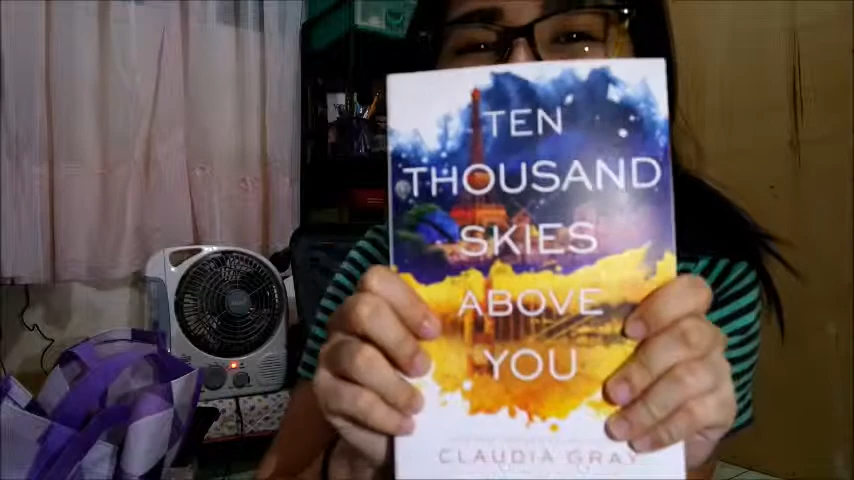 TEN
THOUSAND
SKIES
ABOVE
YOU
CLAUDIA GRAY